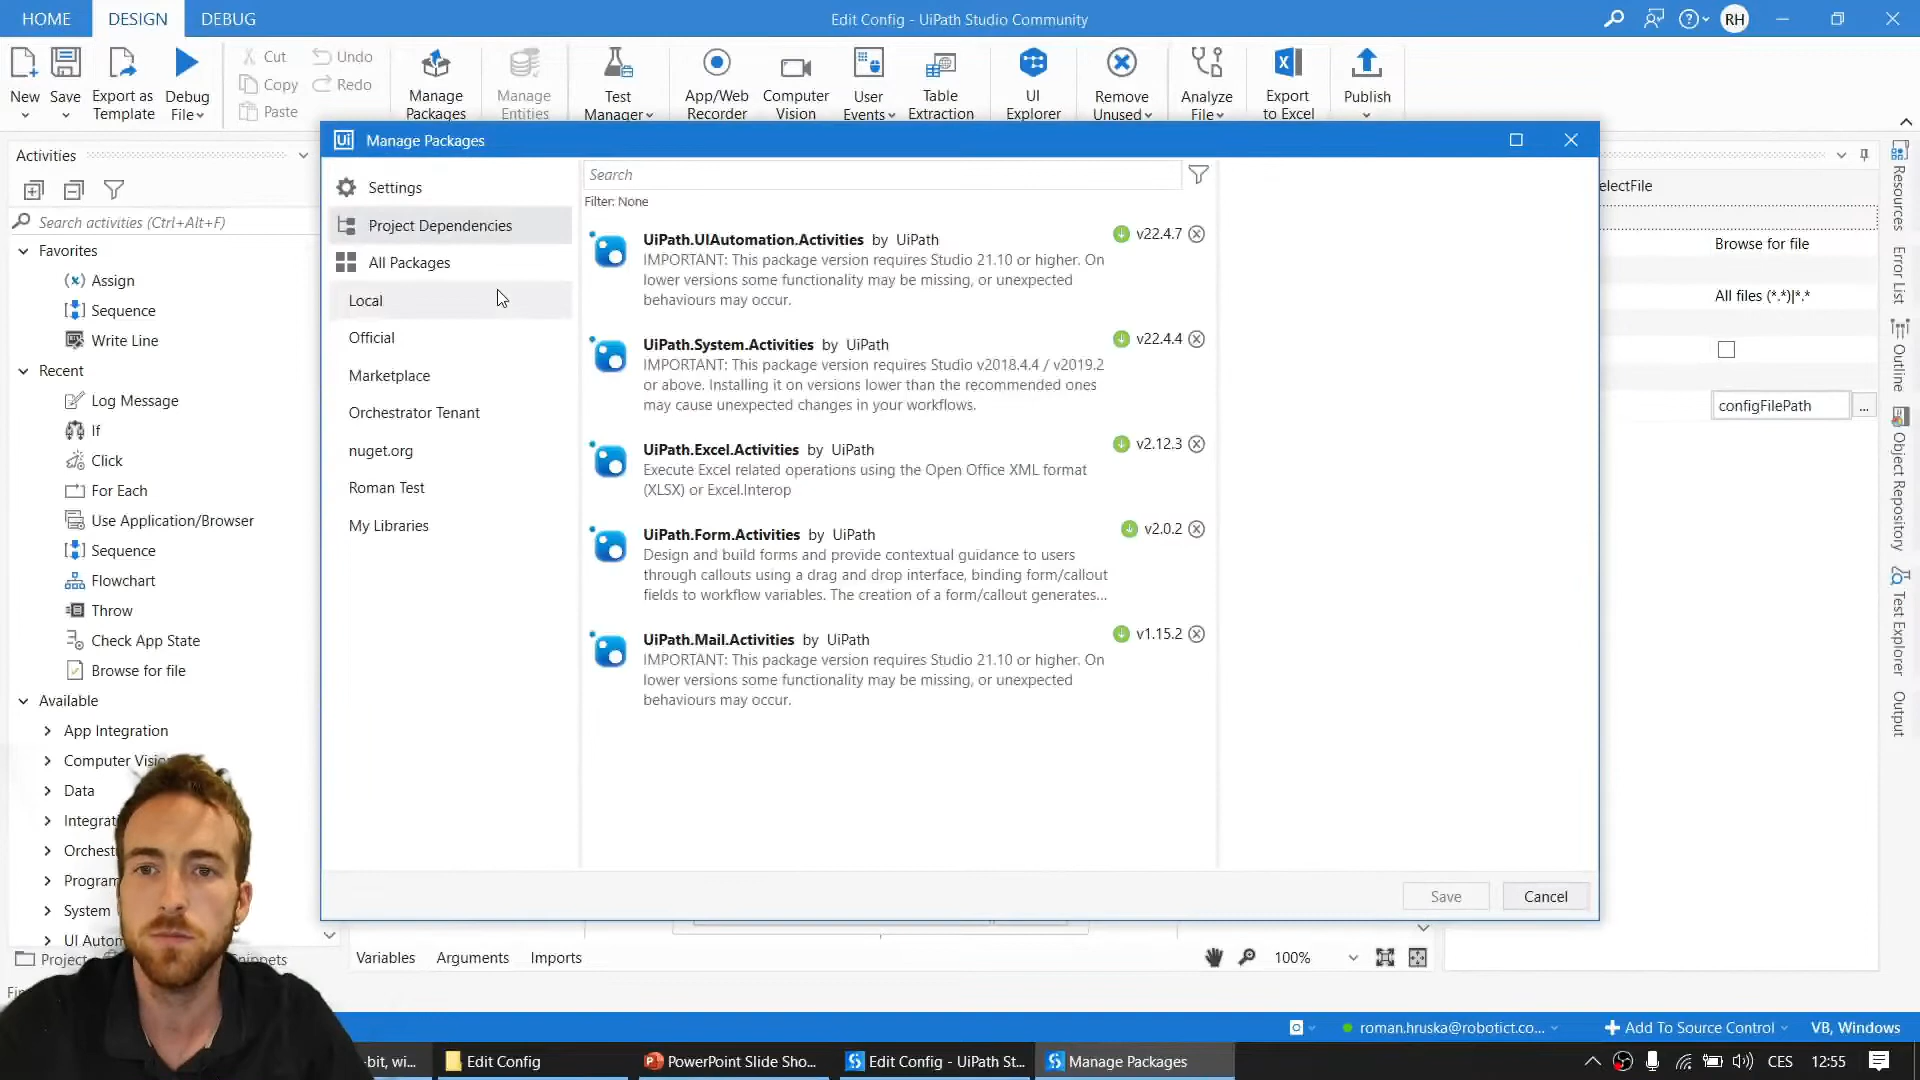 HOME
DESIGN
DEBUG
Edit Config - UiPath Studio Community
RH
New
Save
Export as
Template
Debug
File
Cut
Copy
Paste
Undo
Redo
Manage
Packages
Manage
Entities
Test
Manager
App/Web
Recorder
Computer
Vision
User
Events
Table
Extraction
UI
Explorer
Remove
Unused
Analyze
File
Export
to Excel
Publish
Activities
Search activities (Ctrl+Alt+F)
Favorites
Assign
Sequence
Write Line
Recent
Log Message
If
Click
For Each
Use Application/Browser
Sequence
Flowchart
Throw
Check App State
Browse for file
Available
App Integration
Computer Visio
Data
Integrati
Orchest
Program
System
UI Autom
Project
nippets
Ui Manage Packages
Settings
Project Dependencies
All Packages
Local
Official
Marketplace
Orchestrator Tenant
nuget.org
Roman Test
My Libraries
Search
Filter: None
UiPath.UIAutomation.Activities by UiPath v22.4.7
IMPORTANT: This package version requires Studio 21.10 or higher. On
lower versions some functionality may be missing, or unexpected
behaviours may occur.
UiPath.System.Activities by UiPath v22.4.4
IMPORTANT: This package version requires Studio v2018.4.4 / v2019.2
or above. Installing it on versions lower than the recommended ones
may cause unexpected changes in your workflows.
UiPath.Excel.Activities by UiPath v2.12.3
Execute Excel related operations using the Open Office XML format
(XLSX) or Excel.Interop
UiPath.Form.Activities by UiPath v2.0.2
Design and build forms and provide contextual guidance to users
through callouts using a drag and drop interface, binding form/callout
fields to workflow variables. The creation of a form/callout generates...
UiPath.Mail.Activities by UiPath v1.15.2
IMPORTANT: This package version requires Studio 21.10 or higher. On
lower versions some functionality may be missing, or unexpected
behaviours may occur.
Save
Cancel
electFile
Browse for file
All files (*.*)|*.*
configFilePath
...
Resources
Error List
Outline
Object Repository
Test Explorer
Output
Variables
Arguments
Imports
100%
roman.hruska@robotict.co...
Add To Source Control
VB, Windows
-bit, wi...
Edit Config
PowerPoint Slide Sho...
Edit Config - UiPath St...
Manage Packages
CES
12:55